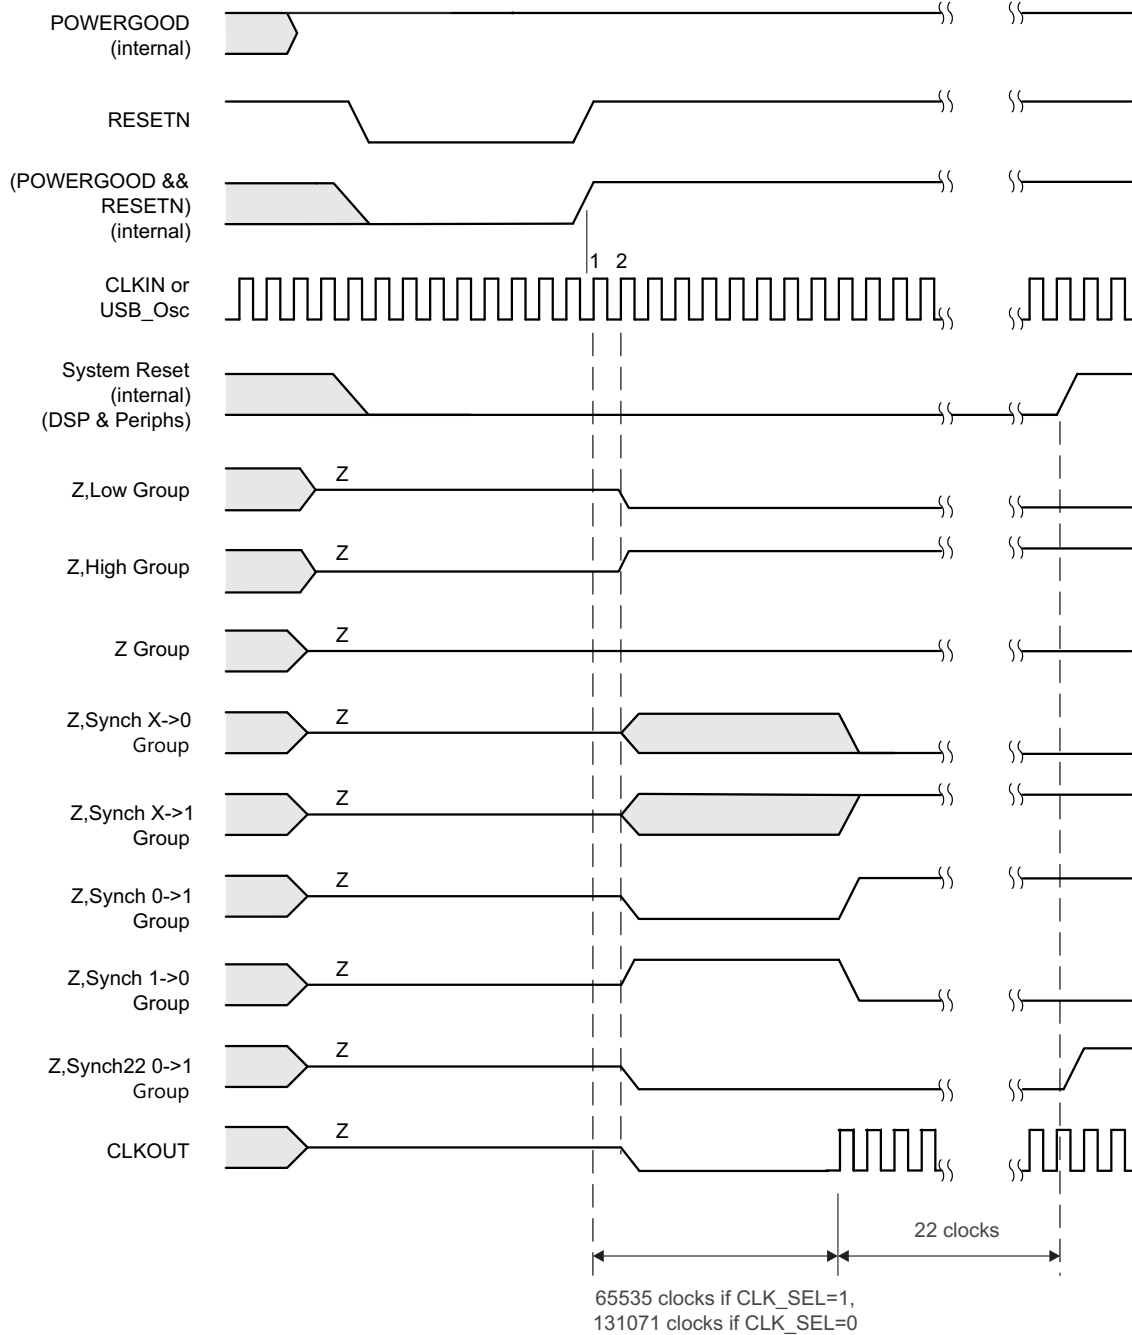 POWERGOOD
(internal)
RESETN
(POWERGOOD &&
RESETN)
(internal)
1 2
CLKIN or
USB_Osc
System Reset
(internal)
(DSP & Periphs)
Z
Z,Low Group
Z
Z,High Group
Z
Z Group
Z
Z,Synch X->0
Group
Z
Z,Synch X->1
Group
Z
Z,Synch 0->1
Group
Z
Z,Synch 1->0
Group
Z
Z,Synch22 0->1
Group
Z
CLKOUT
22 clocks
65535 clocks if CLK_SEL=1,
131071 clocks if CLK_SEL=0